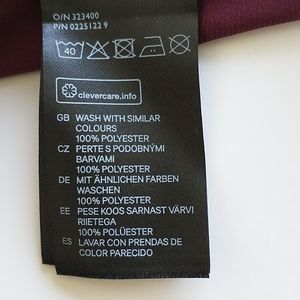 O/N 323400
P/N 0225122 9
40
clevercare.info
GB WASH WITH SIMILAR
COLOURS
100% POLYESTER
CZ PERTE S PODOBNÝMI
BARVAMI
100% POLYESTER
DE MIT ÄHNLICHEN FARBEN
WASCHEN
100% POLYESTER
EE PESE KOOS SARNAST VÄRVI
RIIETEGA
100% POLÜESTER
ES LAVAR CON PRENDAS DE
COLOR PARECIDO